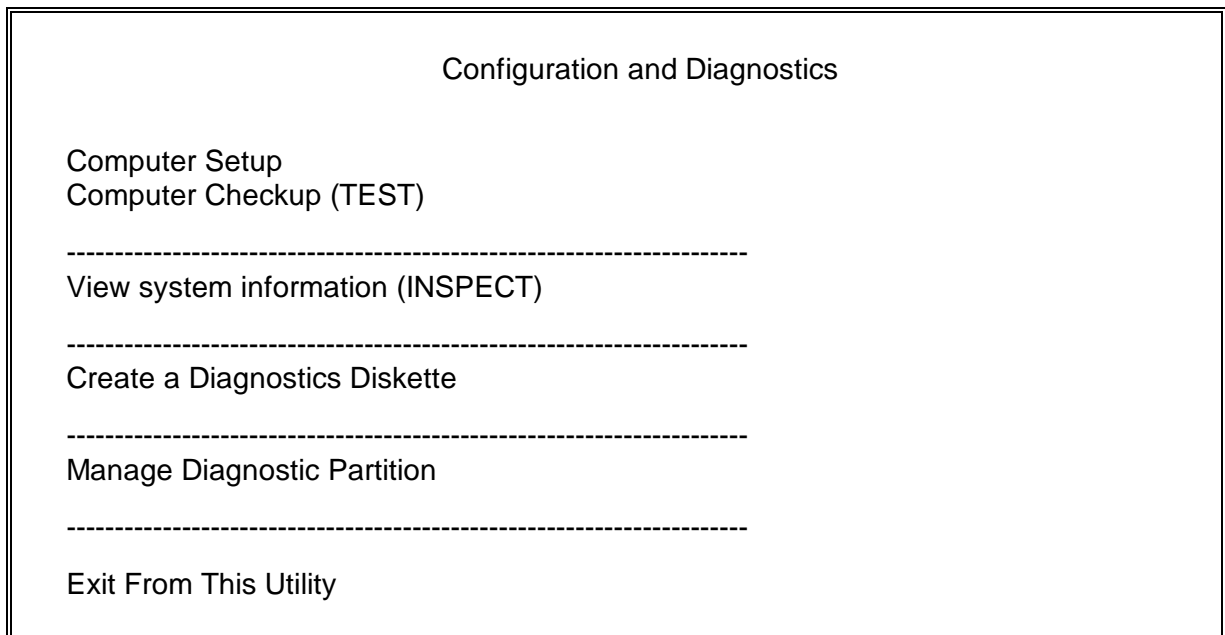 Configuration and Diagnostics
Computer Setup
Computer Checkup (TEST)
-----------------------------------------------------------------------
View system information (INSPECT)
-----------------------------------------------------------------------
Create a Diagnostics Diskette
-----------------------------------------------------------------------
Manage Diagnostic Partition
-----------------------------------------------------------------------
Exit From This Utility